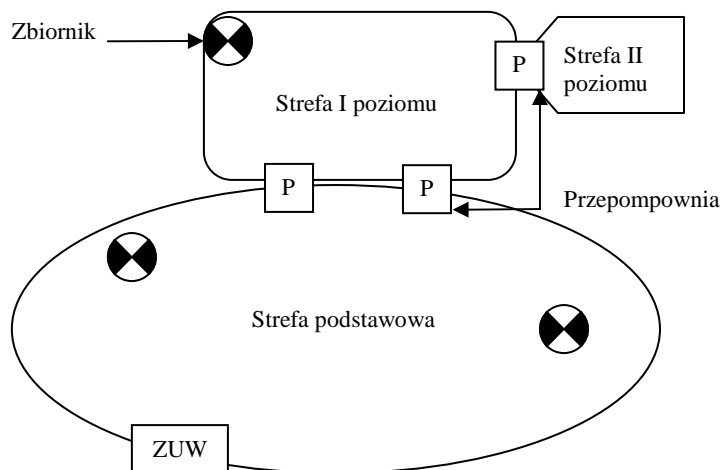 Zbiornik
P
Strefa II
poziomu
Strefa I poziomu
P
P
Przepompownia
Strefa podstawowa
ZUW